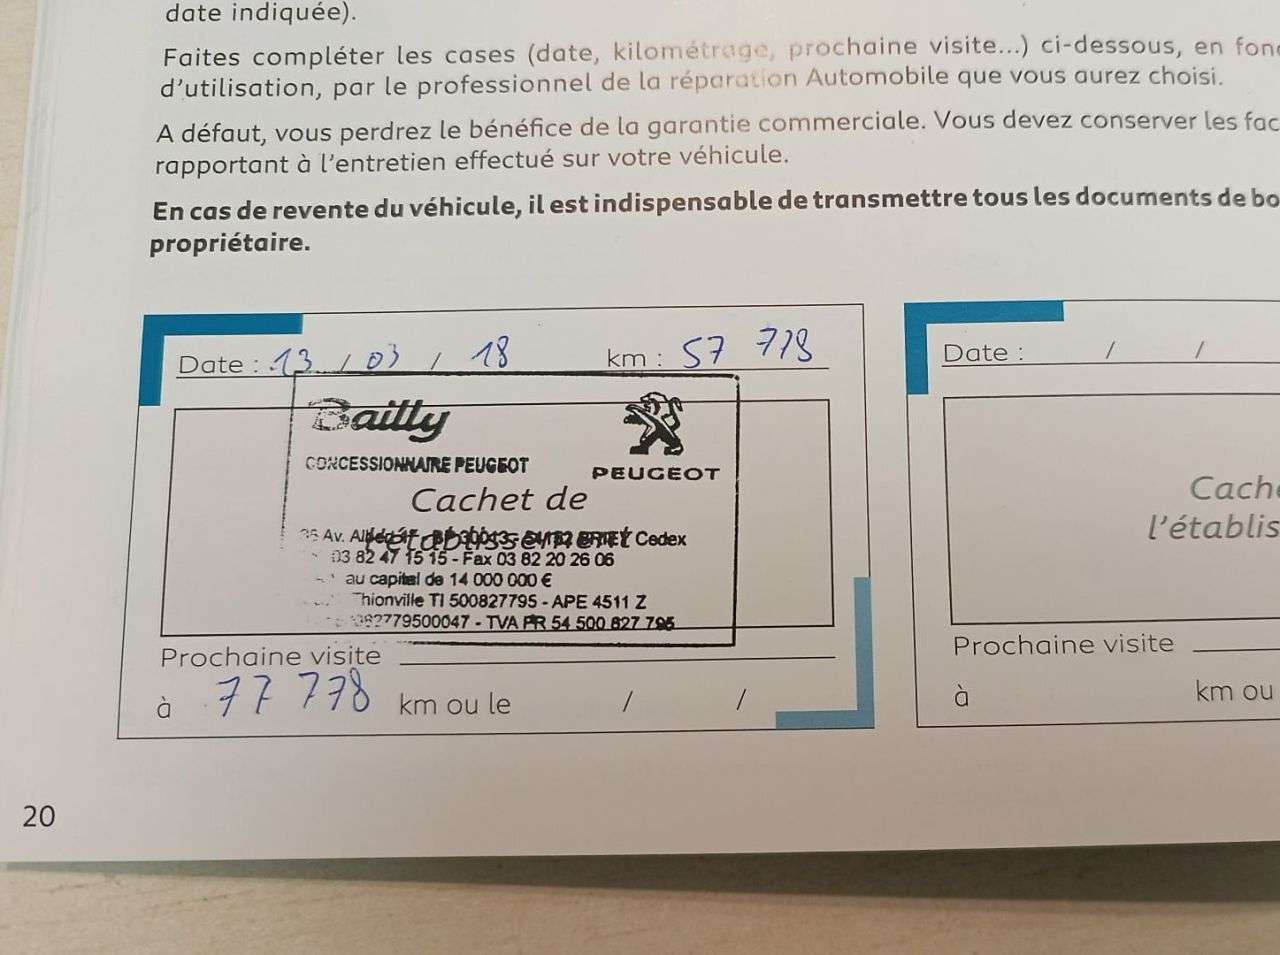 date indiquée).
Faites compléter les cases (date, kilométrage, prochaine visite...) ci-dessous, en fonc
d'utilisation, par le professionnel de la réparation Automobile que vous aurez choisi.
A défaut, vous perdrez le bénéfice de la garantie commerciale. Vous devez conserver les fac
rapportant à l'entretien effectué sur votre véhicule.
En cas de revente du véhicule, il est indispensable de transmettre tous les documents de bo
propriétaire.
Date : 13 / 03 / 18 km : 57 778
Bailly
CONCESSIONNAIRE PEUGEOT
PEUGEOT
Cachet de
l'établissement
Av. BRIEY Cedex
03 82 47 15 15 - Fax 03 82 20 26 06
au capital de 14 000 000 €
Thionville TI 500827795 - APE 4511 Z
779500047 - TVA FR 54 500 827 795
Prochaine visite
à 77 778 km ou le / /
Date : / /
Cache
l'établis
Prochaine visite
à km ou
20